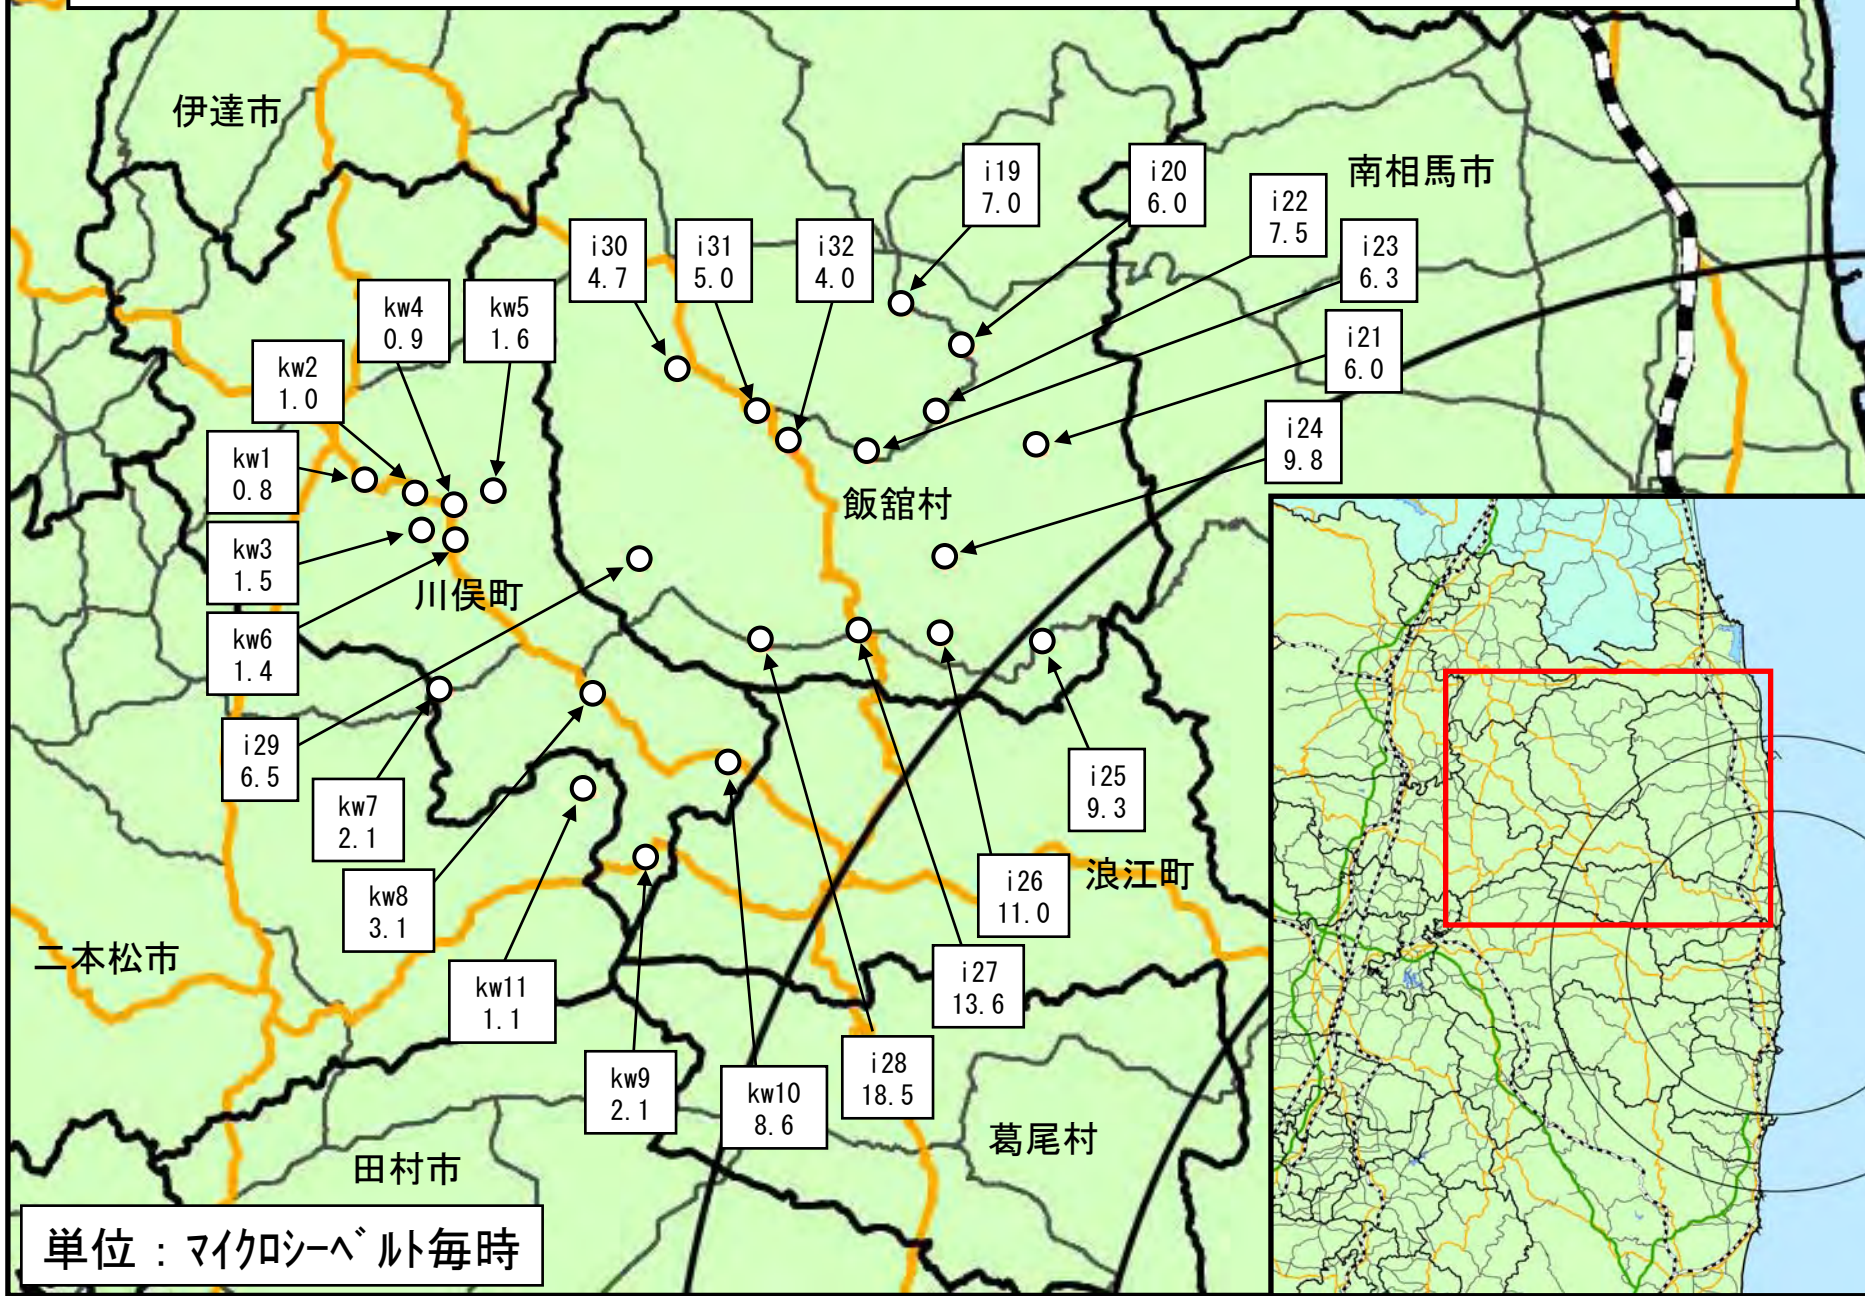 伊達市
南相馬市
i19
7.0
i20
6.0
i22
7.5
i23
6.3
i30
4.7
i31
5.0
i32
4.0
kw4
0.9
kw5
1.6
i21
6.0
kw2
1.0
i24
9.8
kw1
0.8
飯舘村
kw3
1.5
川俣町
kw6
1.4
i29
6.5
kw7
2.1
i25
9.3
浪江町
i26
11.0
kw8
3.1
二本松市
i27
13.6
kw11
1.1
i28
18.5
kw9
2.1
kw10
8.6
葛尾村
田村市
単位：マイクロシーベルト毎時